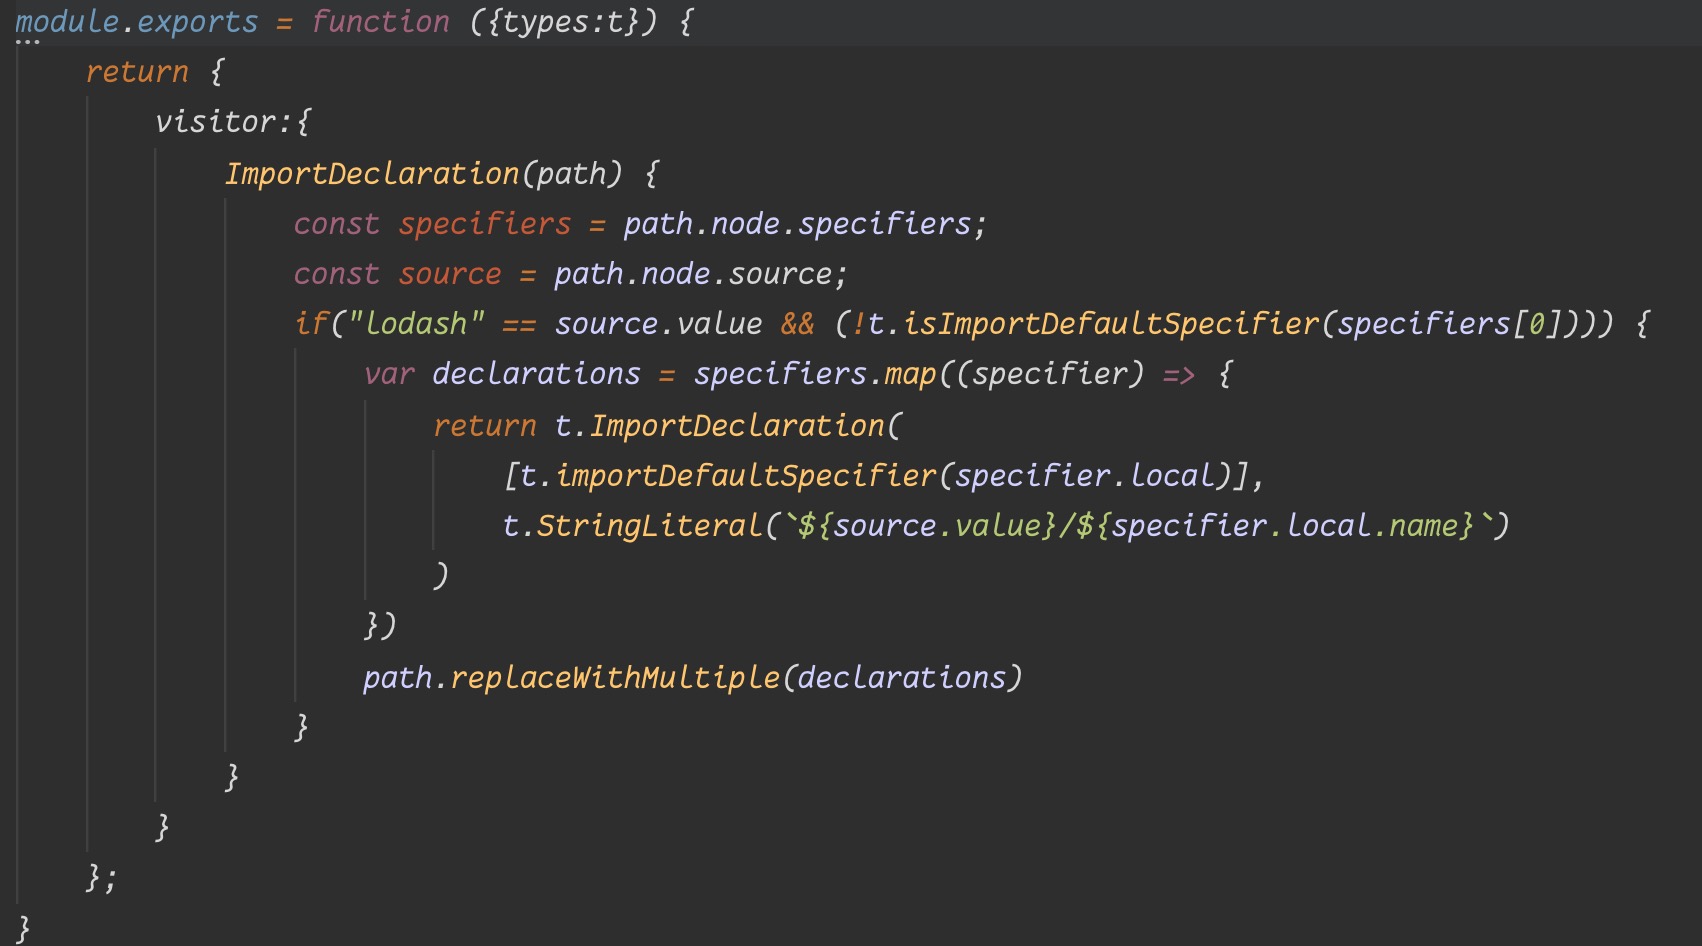 module.exports = function ({types:t}) {
return {
visitor:{
ImportDeclaration(path) {
const specifiers = path.node.specifiers;
const source = path.node.source;
if("lodash" == source.value && (!t.isImportDefaultSpecifier(specifiers[0]))) {
var declarations = specifiers.map((specifier) => {
return t.ImportDeclaration(
[t.importDefaultSpecifier(specifier.local)],
t.StringLiteral(`${source.value}/${specifier.local.name}`)
)
})
path.replaceWithMultiple(declarations)
}
}
}
};
}